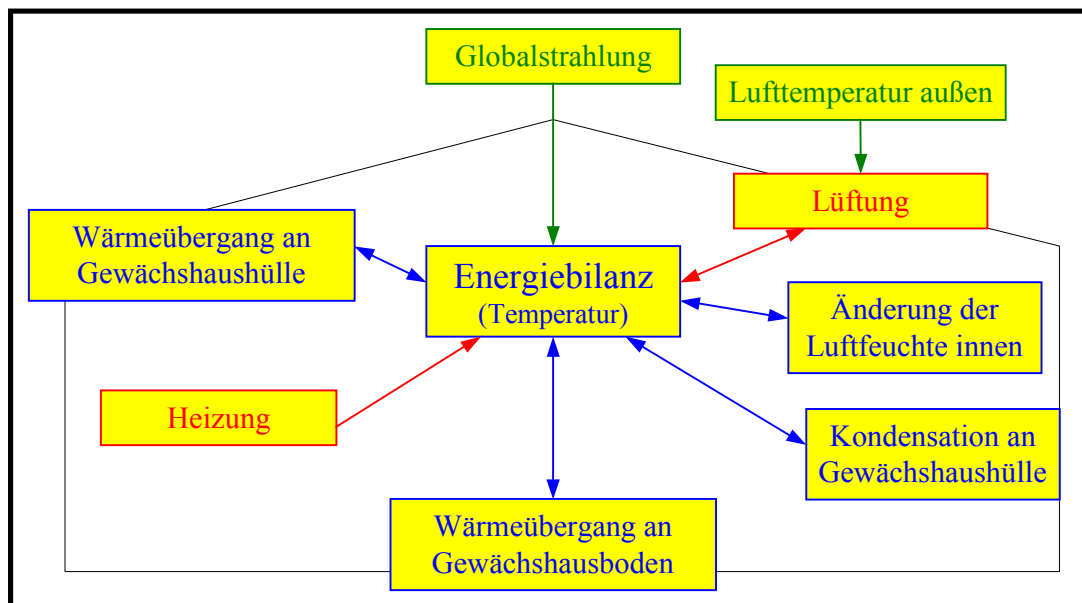 Globalstrahlung
Lufttemperatur außen
Lüftung
Wärmeübergang an
Gewächshaushülle
Energiebilanz
(Temperatur)
Änderung der
Luftfeuchte innen
Heizung
Kondensation an
Gewächshaushülle
Wärmeübergang an
Gewächshausboden